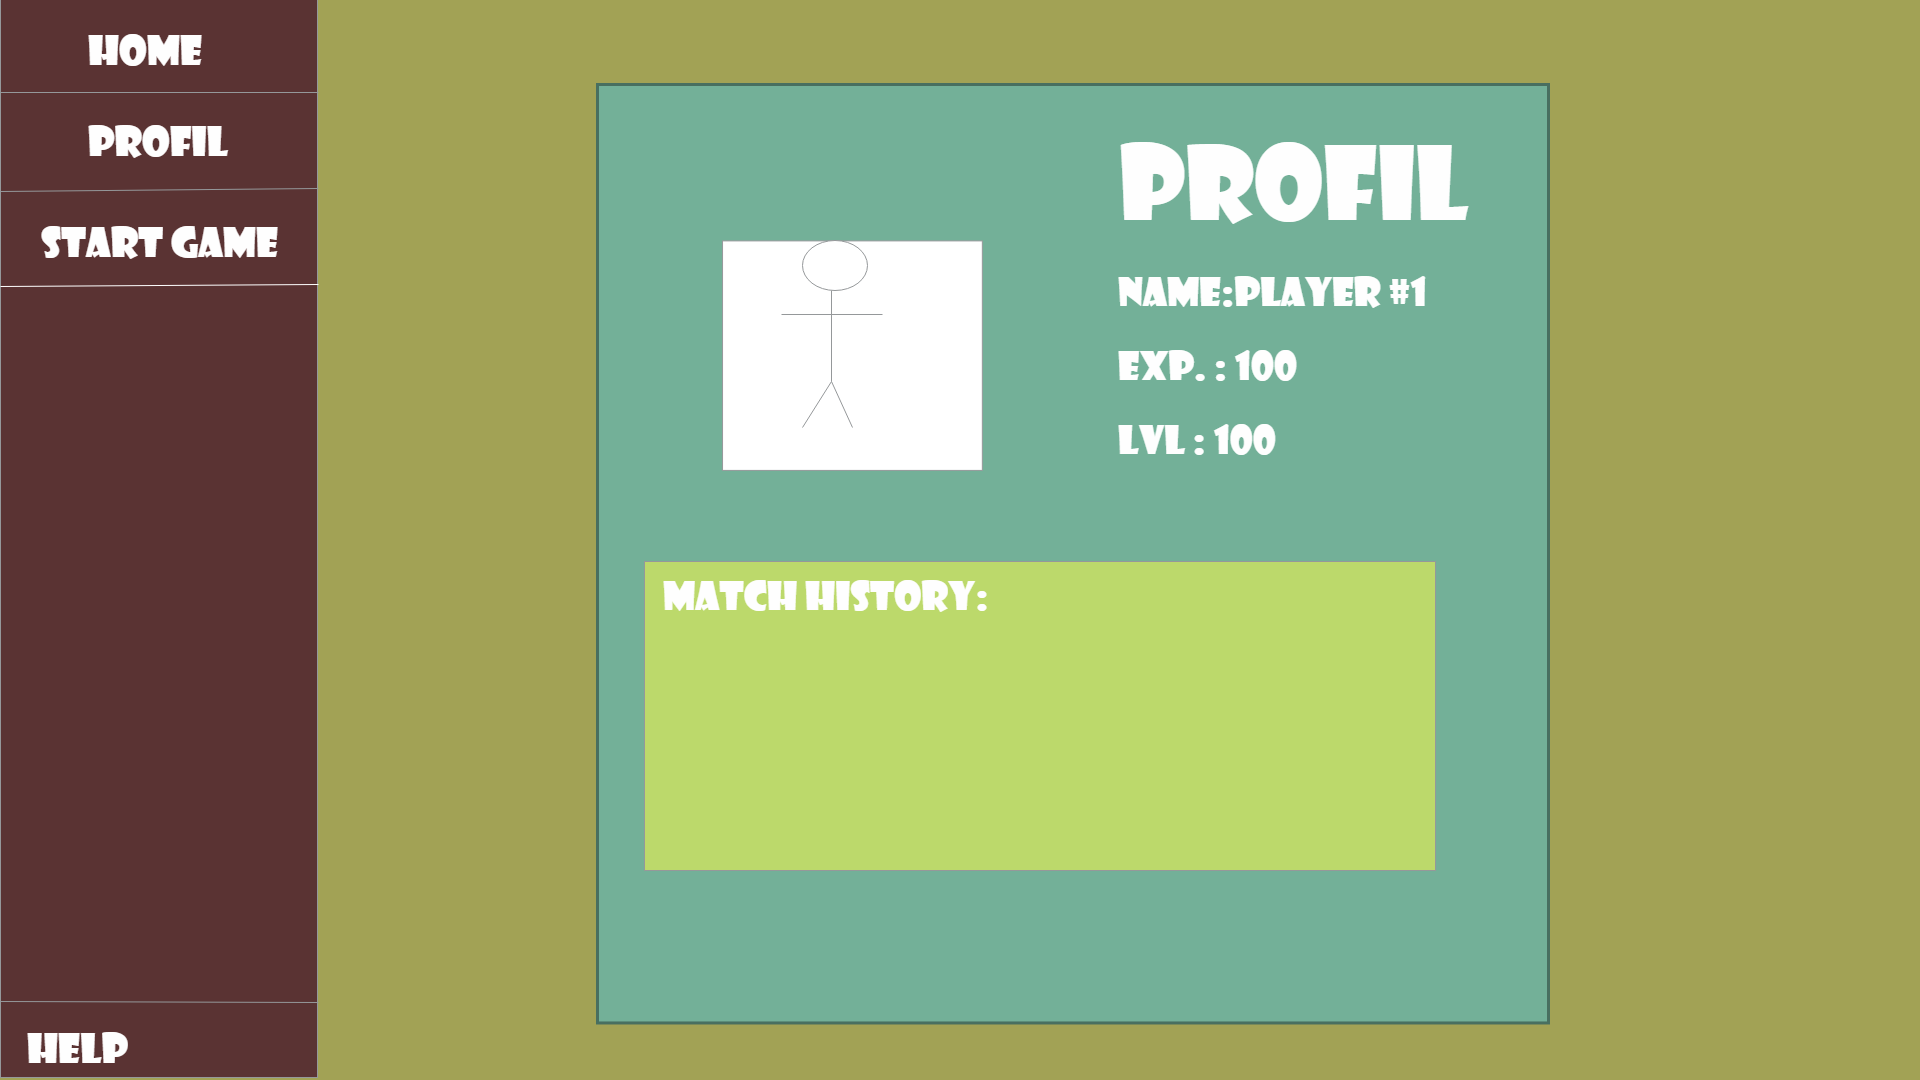 HOME
PROFIL
START GAME
HELP
PROFIL
NAME:PLAYER #1
EXP. : 100
LVL : 100
MATCH HISTORY: